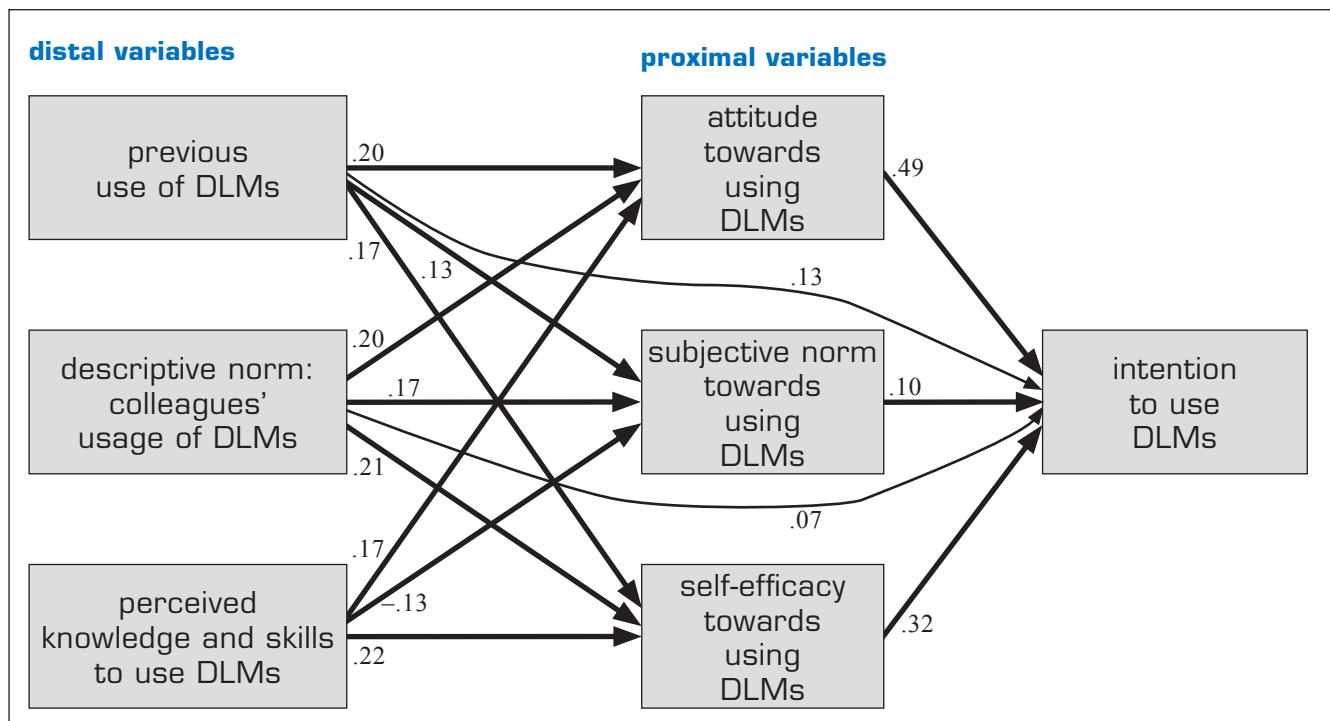 distal variables
proximal variables
previous
use of DLMs
.20
.17
.13
attitude
towards
using
DLMs
.49
.13
descriptive norm:
colleagues'
usage of DLMs
.20
.17
.21
subjective norm
towards
using
DLMs
.10
.07
intention
to use
DLMs
perceived
knowledge and skills
to use DLMs
.17
–.13
.22
self-efficacy
towards
using
DLMs
.32